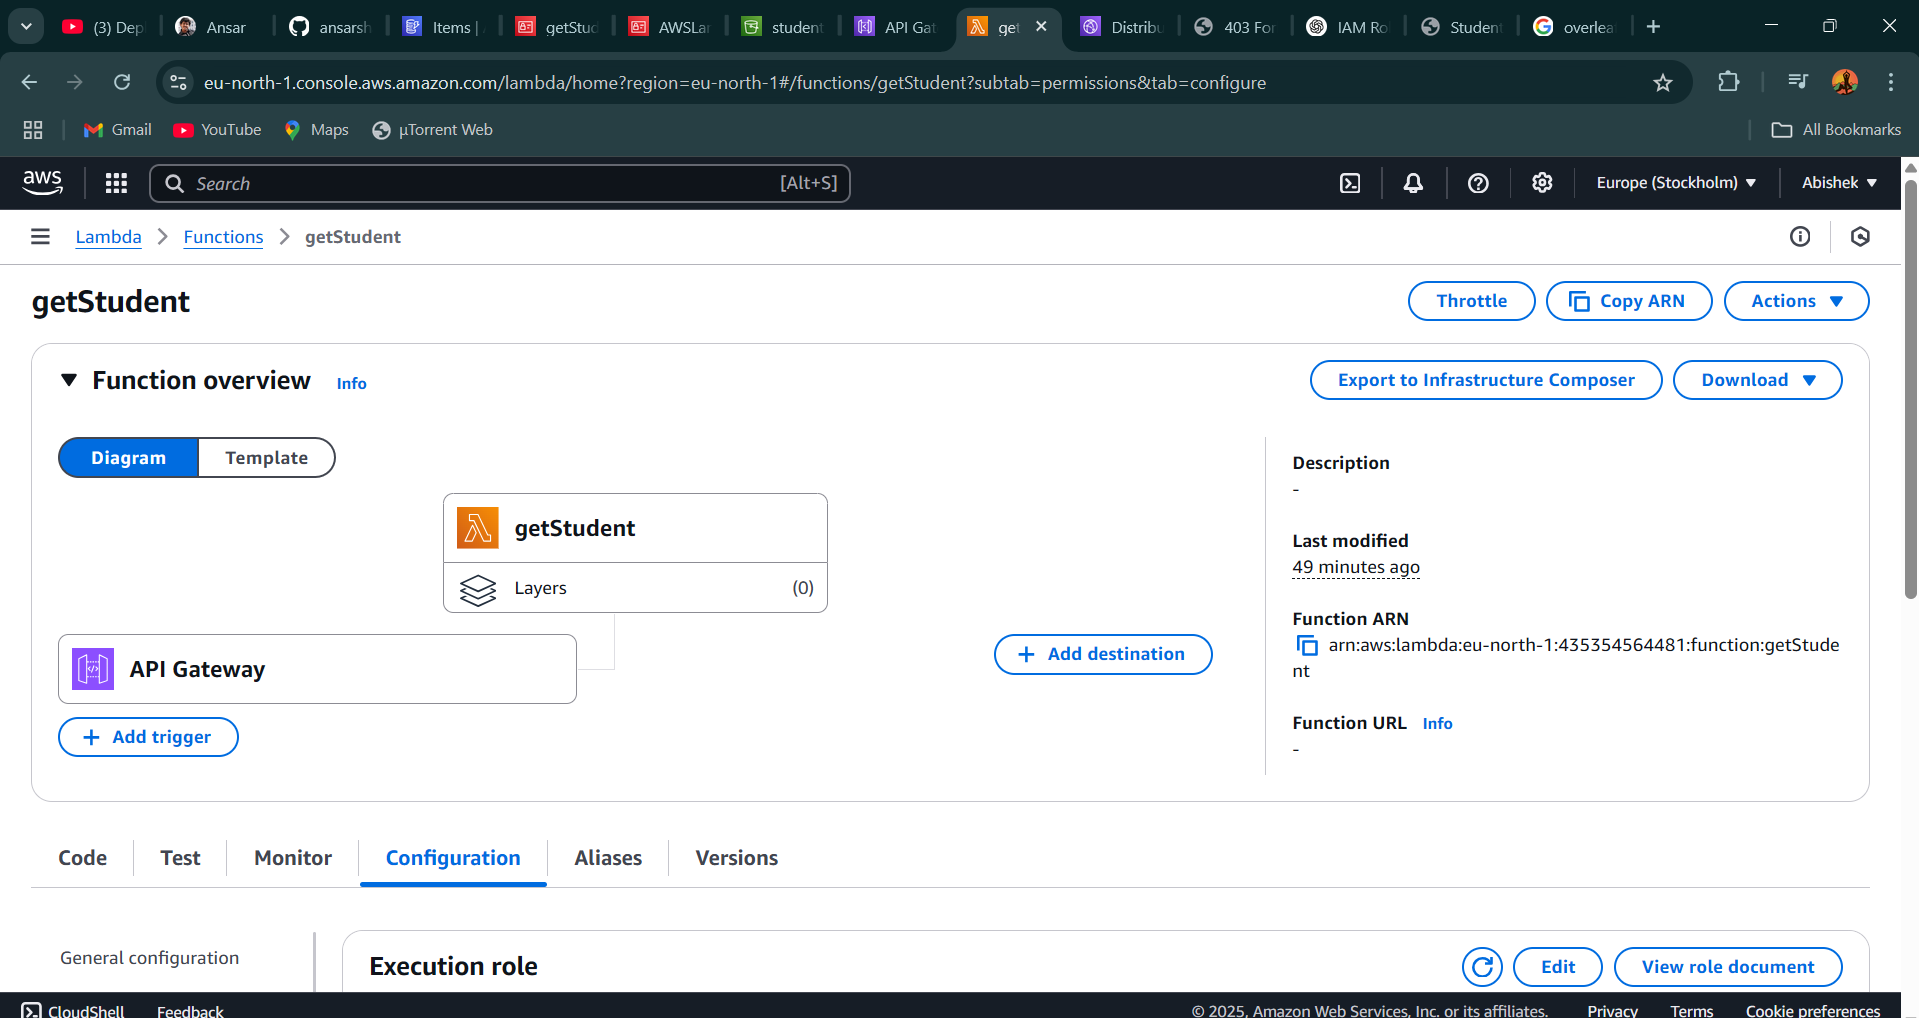 (3) Dep
Ansar
ansarsh
Items |
getStud
AWSLar
student
API Gat
get
Distribu
403 For
IAM Ro
Student
overlea
eu-north-1.console.aws.amazon.com/lambda/home?region=eu-north-1#/functions/getStudent?subtab=permissions&tab=configure
Gmail
YouTube
Maps
µTorrent Web
All Bookmarks
aws
Search
[Alt+S]
Europe (Stockholm)
Abishek
Lambda
Functions
getStudent
getStudent
Throttle
Copy ARN
Actions
Function overview
Info
Export to Infrastructure Composer
Download
Diagram
Template
getStudent
Layers
(0)
API Gateway
Add trigger
Add destination
Description
-
Last modified
49 minutes ago
Function ARN
arn:aws:lambda:eu-north-1:435354564481:function:getStude
nt
Function URL
Info
-
Code
Test
Monitor
Configuration
Aliases
Versions
General configuration
Execution role
Edit
View role document
CloudShell
Feedback
© 2025, Amazon Web Services, Inc. or its affiliates.
Privacy
Terms
Cookie preferences